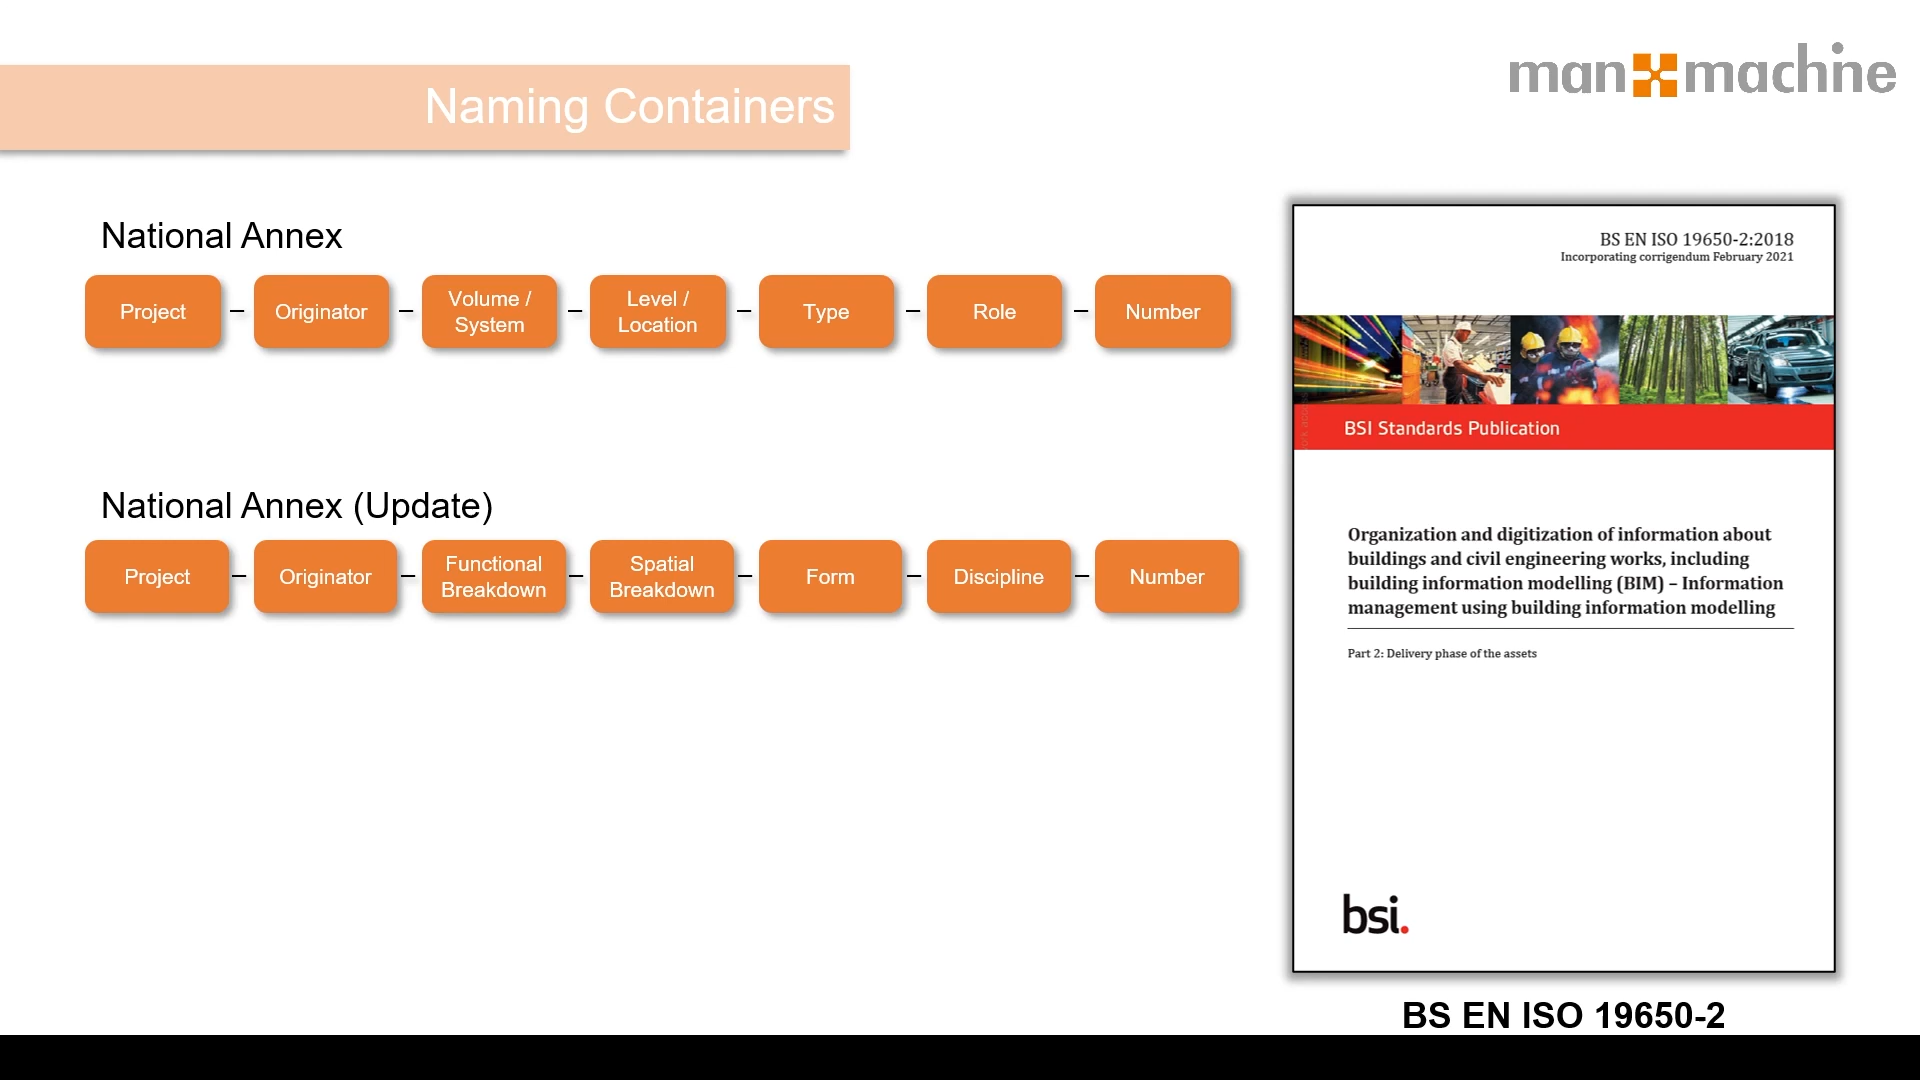 man machine
Naming Containers
National Annex
Project – Originator – Volume / System – Level / Location – Type – Role – Number
National Annex (Update)
Project – Originator – Functional Breakdown – Spatial Breakdown – Form – Discipline – Number
BS EN ISO 19650-2:2018
Incorporating corrigendum February 2021
BSI Standards Publication
Organization and digitization of information about
buildings and civil engineering works, including
building information modelling (BIM) – Information
management using building information modelling
Part 2: Delivery phase of the assets
bsi.
BS EN ISO 19650-2